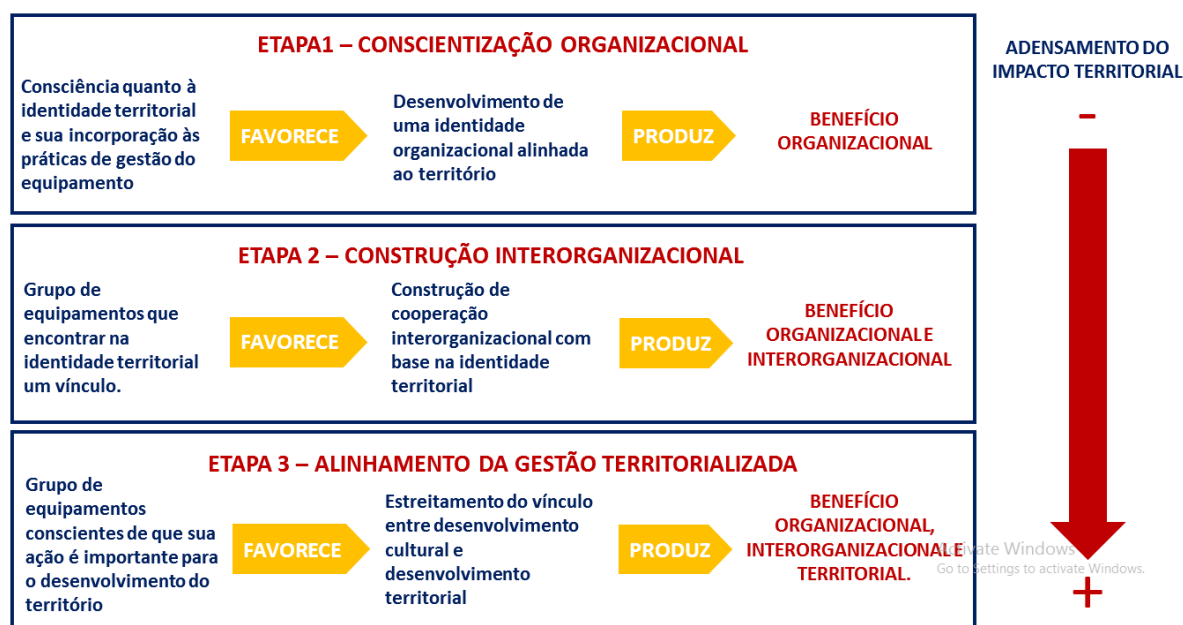 ETAPA1 – CONSCIENTIZAÇÃO ORGANIZACIONAL
Consciência quanto à
identidade territorial
e sua incorporação às
práticas de gestão do
equipamento
FAVORECE
Desenvolvimento de
uma identidade
organizacional alinhada
ao território
PRODUZ
BENEFÍCIO
ORGANIZACIONAL
ADENSAMENTO DO
IMPACTO TERRITORIAL
-
ETAPA 2 – CONSTRUÇÃO INTERORGANIZACIONAL
Grupo de
equipamentos que
encontrar na
identidade territorial
um vínculo.
FAVORECE
Construção de
cooperação
interorganizacional com
base na identidade
territorial
PRODUZ
BENEFÍCIO
ORGANIZACIONAL E
INTERORGANIZACIONAL
ETAPA 3 – ALINHAMENTO DA GESTÃO TERRITORIALIZADA
Grupo de
equipamentos
conscientes de que sua
ação é importante para
o desenvolvimento do
território
FAVORECE
Estreitamento do vínculo
entre desenvolvimento
cultural e
desenvolvimento
territorial
PRODUZ
BENEFÍCIO
ORGANIZACIONAL,
INTERORGANIZACIONAL E
TERRITORIAL.
Activate Windows
Go to Settings to activate Windows.
+